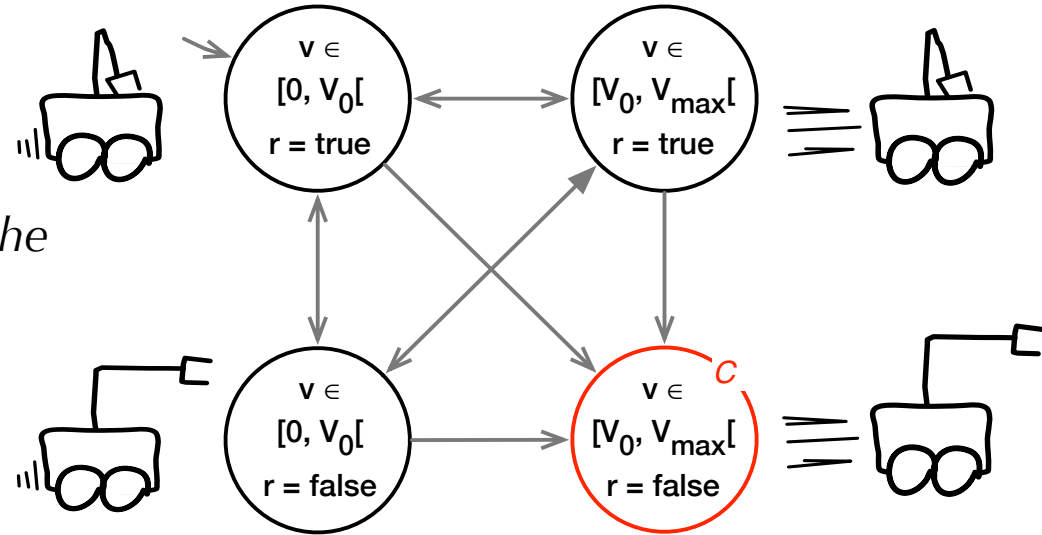 v ∈
[0, V0[
r = true
v ∈
[V0, Vmax[
r = true
he
v ∈
[0, V0[
r = false
C
v ∈
[V0, Vmax[
r = false